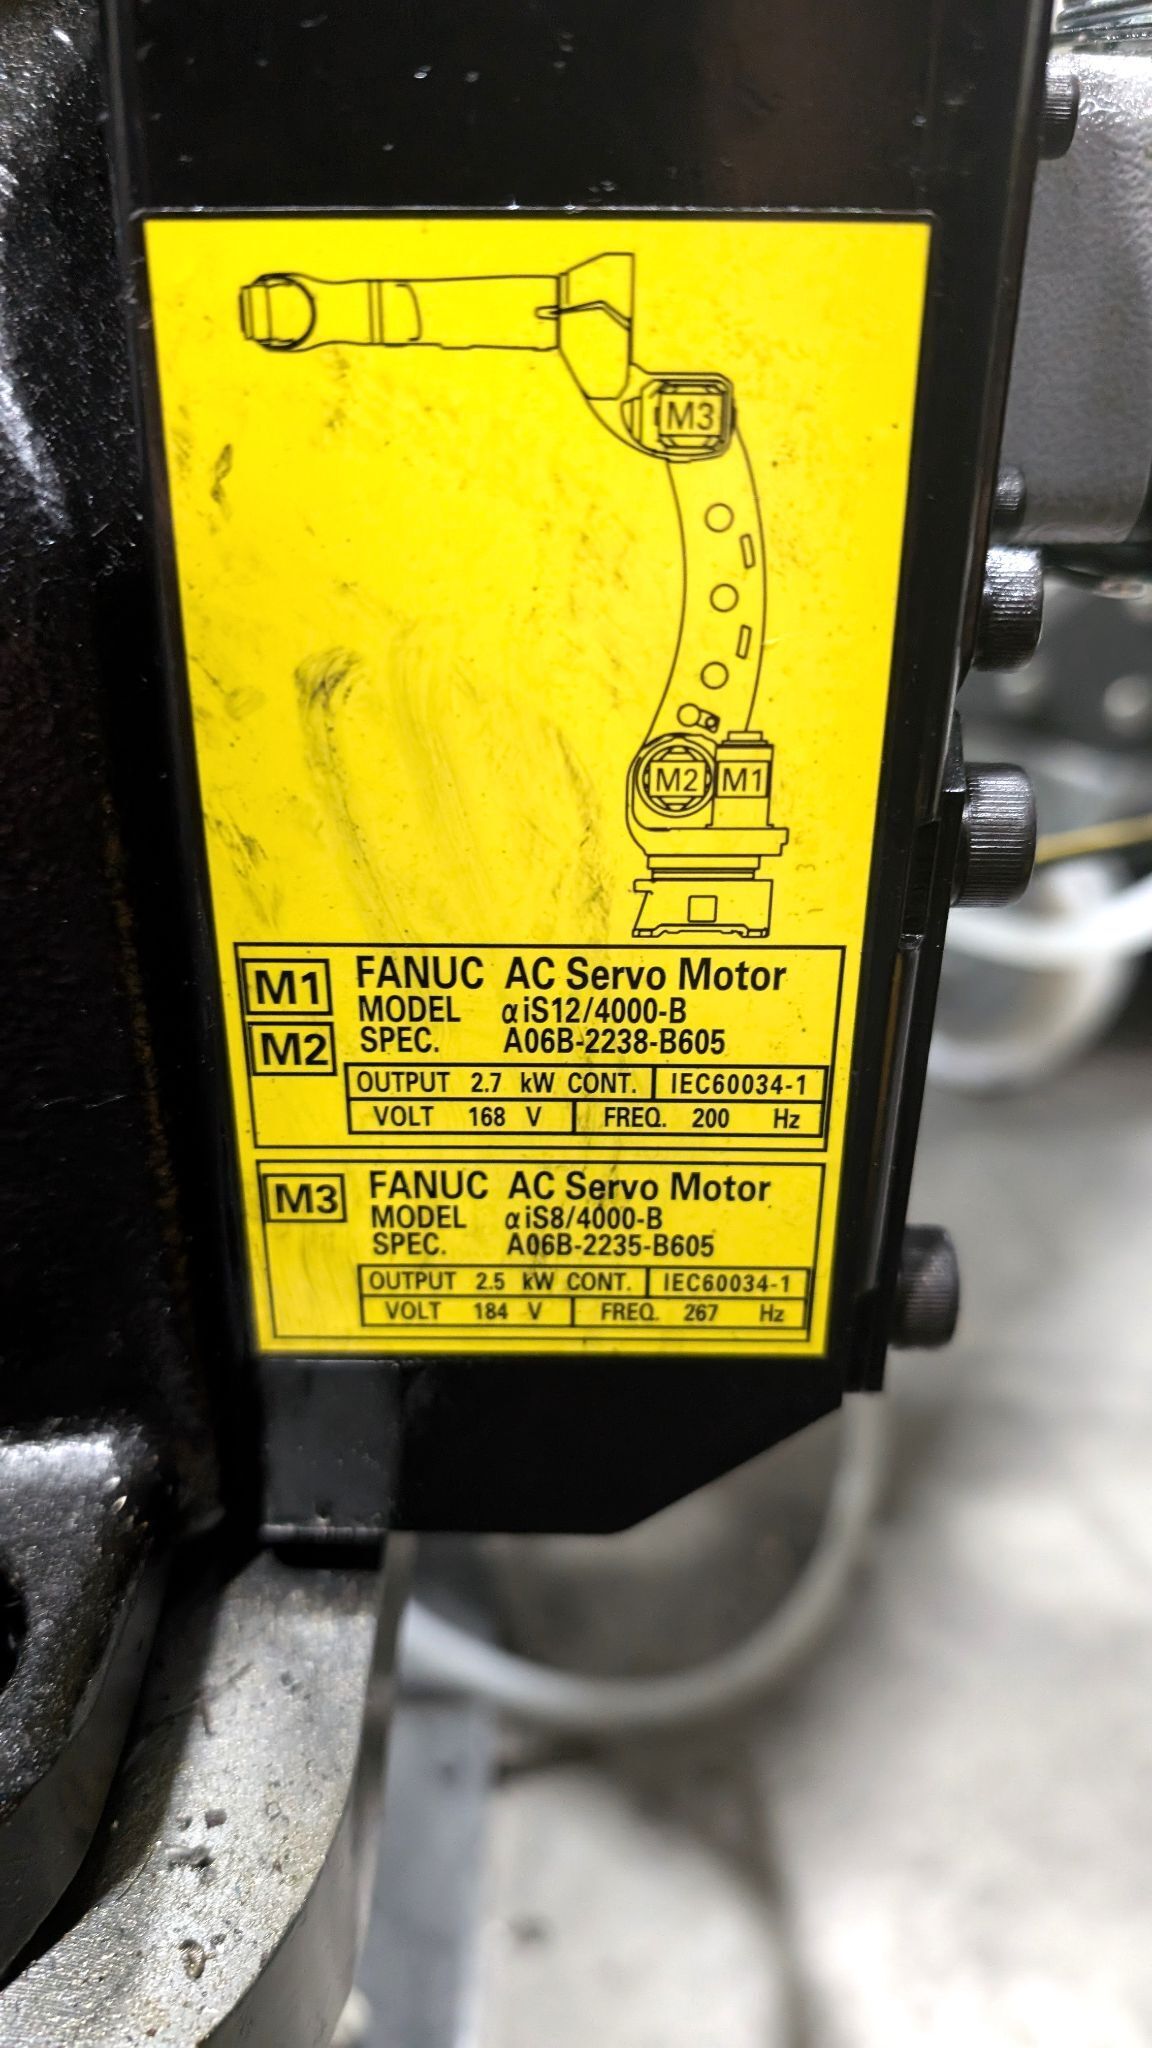 M3
M2 M1
M1 FANUC AC Servo Motor
MODEL αiS12/4000-B
M2 SPEC. A06B-2238-B605
OUTPUT 2.7 kW CONT. IEC60034-1
VOLT 168 V FREQ. 200 Hz
M3 FANUC AC Servo Motor
MODEL αiS8/4000-B
SPEC. A06B-2235-B605
OUTPUT 2.5 kW CONT. IEC60034-1
VOLT 184 V FREQ. 267 Hz